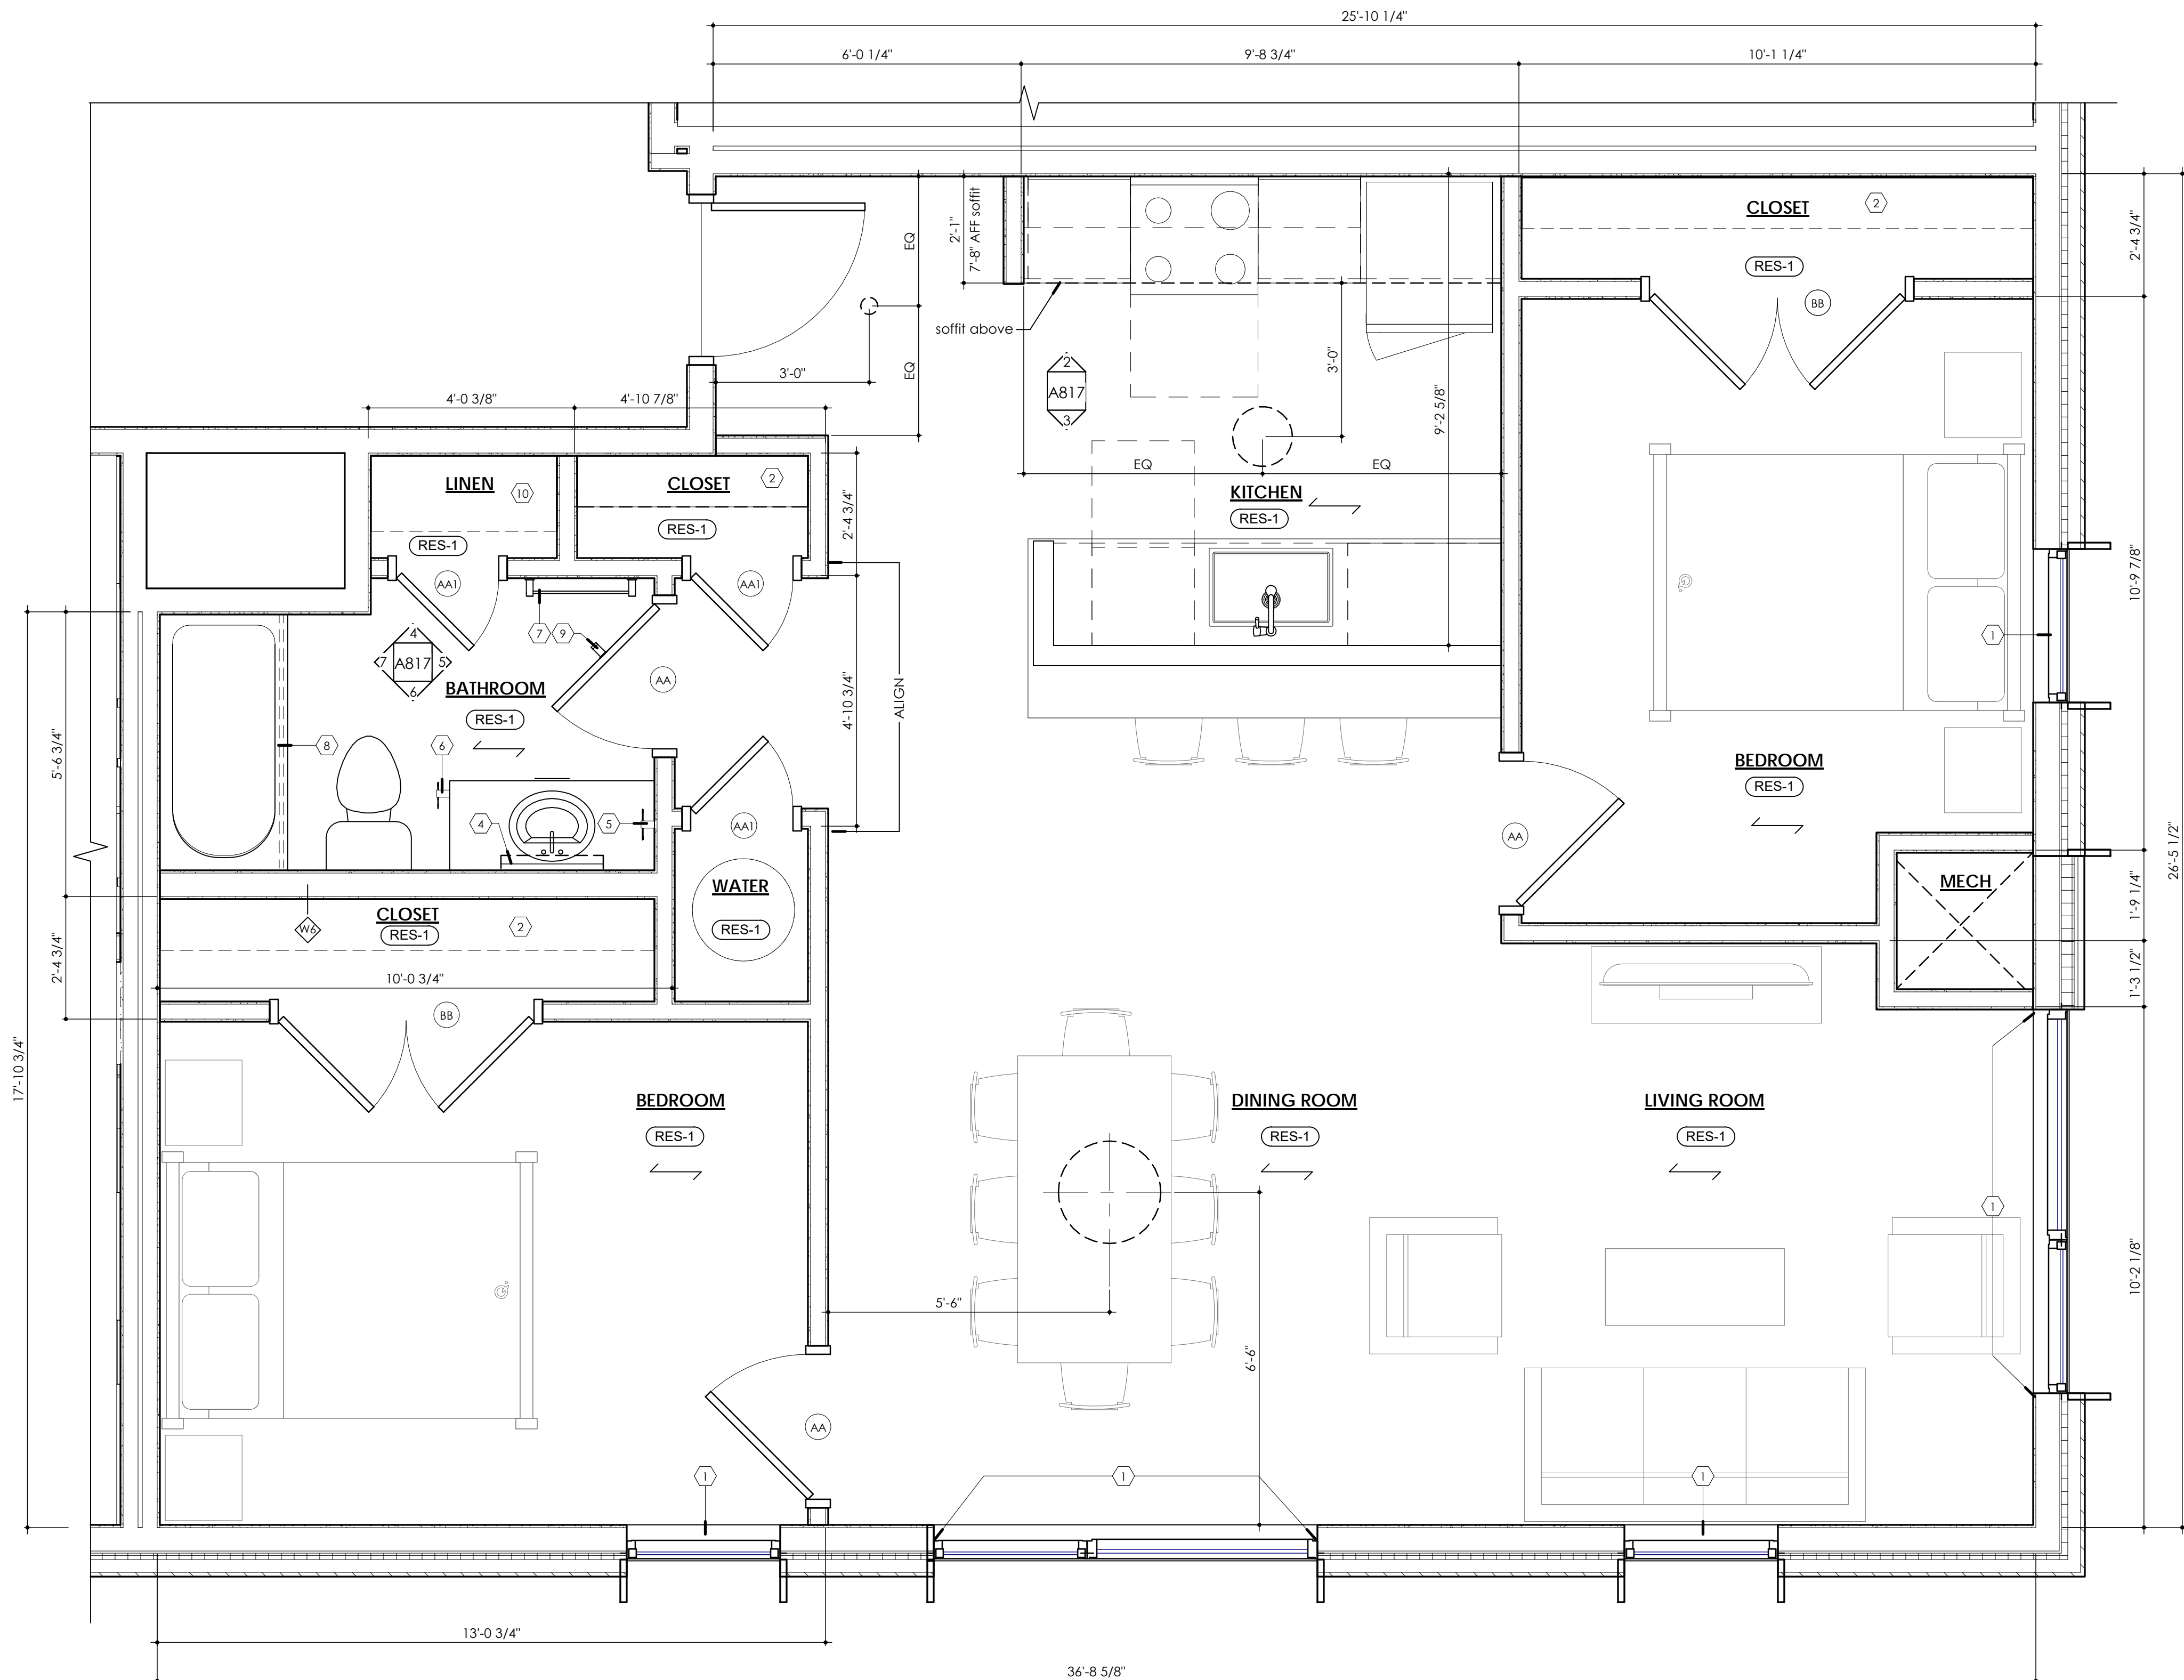 25'-10 1/4"
6'-0 1/4"
9'-8 3/4"
10'-1 1/4"
EQ
2'-1"
7'-8" AFF soffit
CLOSET
2
RES-1
2'-4 3/4"
BB
soffit above
3'-0"
EQ
2
A817
3
3'-0"
9'-2 5/8"
4'-0 3/8"
4'-10 7/8"
LINEN
10
RES-1
CLOSET
2
RES-1
2'-4 3/4"
EQ
EQ
KITCHEN
RES-1
10'-9 7/8"
1
AA1
AA1
7
9
4
7
A817
5
6
BATHROOM
RES-1
AA
4'-10 3/4"
ALIGN
5'-6 3/4"
8
6
4
5
AA1
BEDROOM
RES-1
AA
26'-5 1/2"
WATER
RES-1
MECH
1'-9 1/4"
1'-3 1/2"
CLOSET
RES-1
2
W6
2'-4 3/4"
10'-0 3/4"
BB
17'-10 3/4"
BEDROOM
RES-1
DINING ROOM
RES-1
LIVING ROOM
RES-1
1
10'-2 1/8"
5'-6"
6'-6"
AA
1
1
1
13'-0 3/4"
36'-8 5/8"